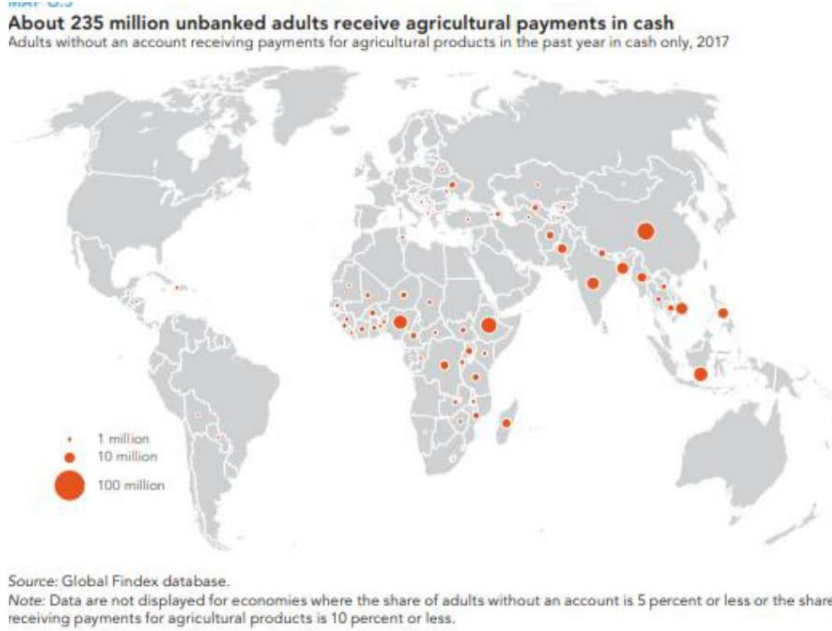 About 235 million unbanked adults receive agricultural payments in cash
Adults without an account receiving payments for agricultural products in the past year in cash only, 2017
1 million
10 million
100 million
Source: Global Findex database.
Note: Data are not displayed for economies where the share of adults without an account is 5 percent or less or the share
receiving payments for agricultural products is 10 percent or less.